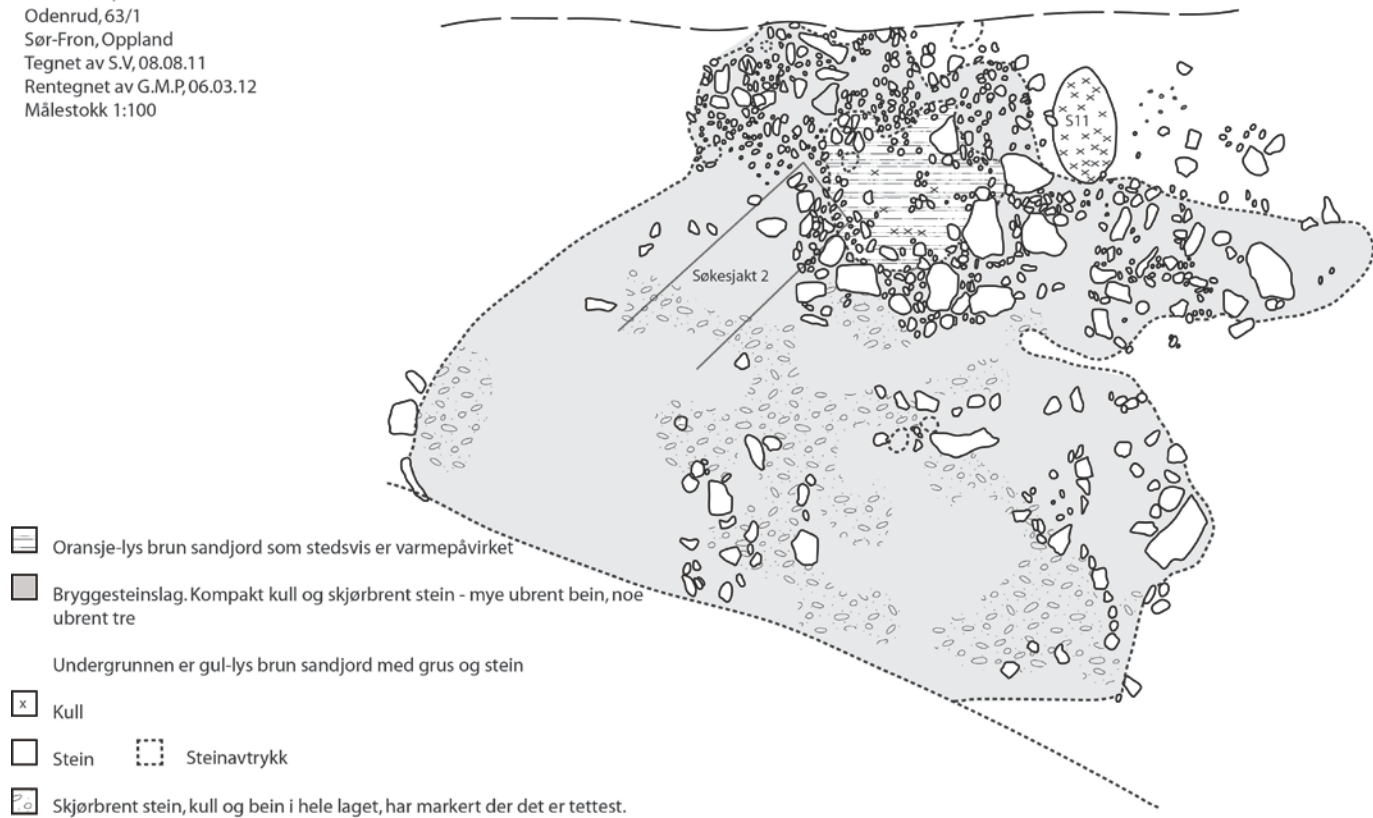 Odenrud, 63/1
Sør-Fron, Oppland
Tegnet av S.V, 08.08.11
Rentegnet av G.M.P, 06.03.12
Målestokk 1:100
S11
Søkesjakt 2
Oransje-lys brun sandjord som stedsvis er varmepåvirket
Bryggesteinslag. Kompakt kull og skjørbrent stein - mye ubrent bein, noe
ubrent tre
Undergrunnen er gul-lys brun sandjord med grus og stein
x Kull
Stein Steinavtrykk
Skjørbrent stein, kull og bein i hele laget, har markert der det er tettest.